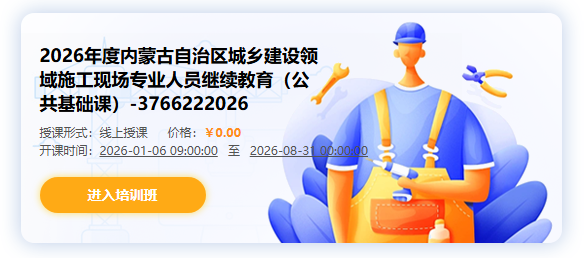 2026年度内蒙古自治区城乡建设领
域施工现场专业人员继续教育（公
共基础课）-3766222026
授课形式：线上授课 价格：￥0.00
开课时间：2026-01-06 09:00:00 至 2026-08-31 00:00:00
进入培训班